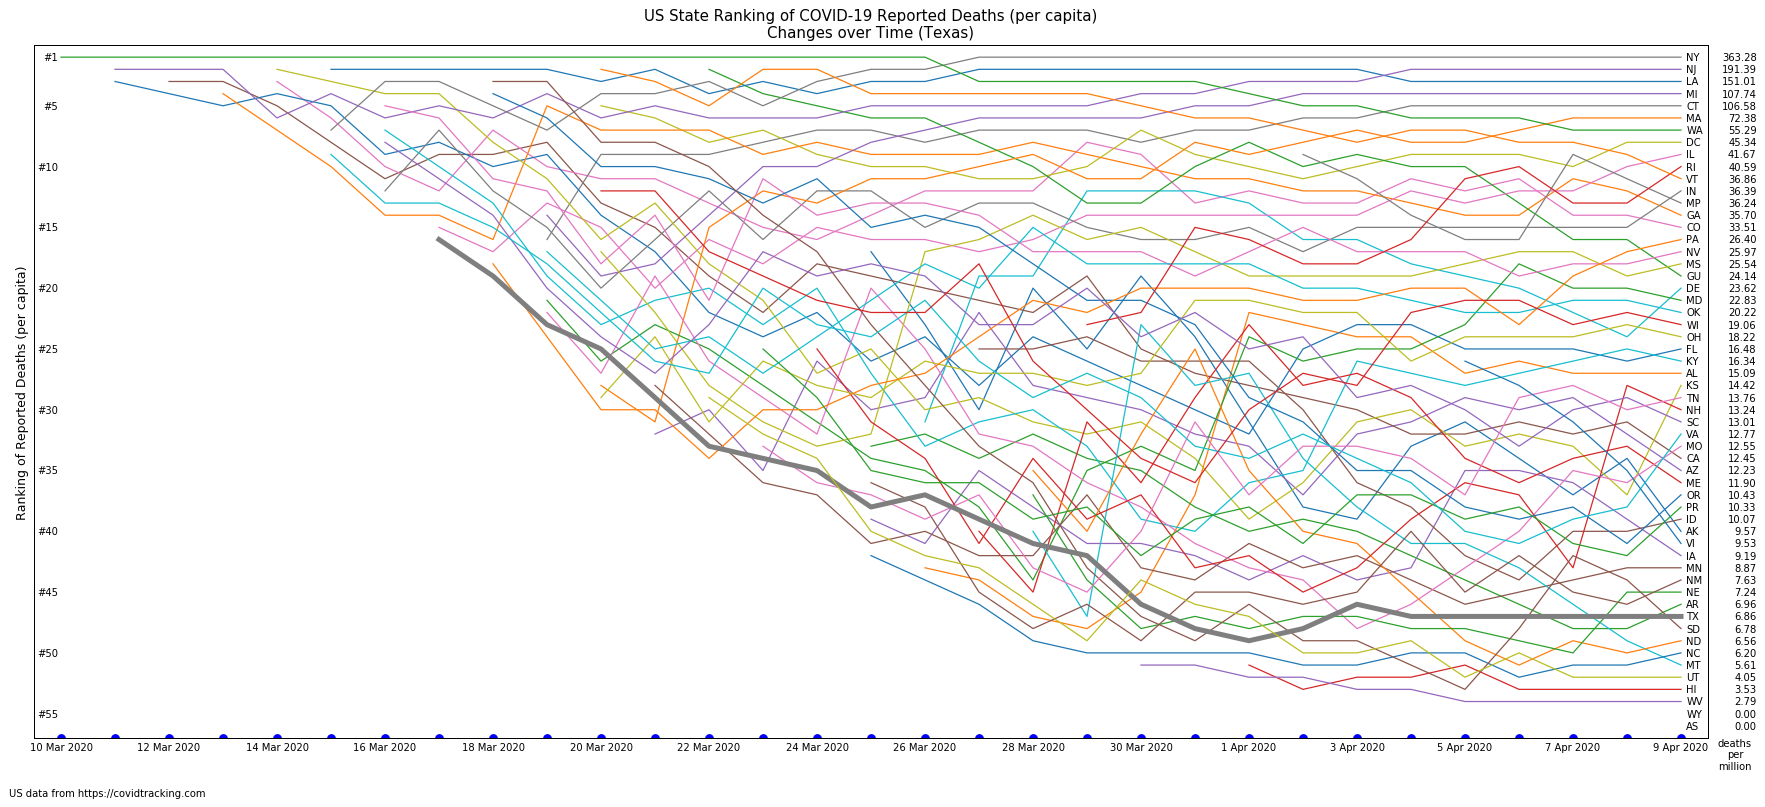 US State Ranking of COVID-19 Reported Deaths (per capita)
Changes over Time (Texas)
Ranking of Reported Deaths (per capita)
#1
#5
#10
#15
#20
#25
#30
#35
#40
#45
#50
#55
NY 363.28
NJ 191.39
LA 151.01
MI 107.74
CT 106.58
MA 72.38
WA 55.29
DC 45.34
IL 41.67
RI 40.59
VT 36.86
IN 36.39
MP 36.24
GA 35.70
CO 33.51
PA 26.40
NV 25.97
MS 25.54
GU 24.14
DE 23.62
MD 22.83
OK 20.22
WI 19.06
OH 18.22
FL 16.48
KY 16.34
AL 15.09
KS 14.42
TN 13.76
NH 13.24
SC 13.01
VA 12.77
MO 12.55
CA 12.45
AZ 12.23
ME 11.90
OR 10.43
PR 10.33
ID 10.07
AK 9.57
VI 9.53
IA 9.19
MN 8.87
NM 7.63
NE 7.24
AR 6.96
TX 6.86
SD 6.78
ND 6.56
NC 6.20
MT 5.61
UT 4.05
HI 3.53
WV 2.79
WY 0.00
AS 0.00
10 Mar 2020 12 Mar 2020 14 Mar 2020 16 Mar 2020 18 Mar 2020 20 Mar 2020 22 Mar 2020 24 Mar 2020 26 Mar 2020 28 Mar 2020 30 Mar 2020 1 Apr 2020 3 Apr 2020 5 Apr 2020 7 Apr 2020 9 Apr 2020
deaths
per
million
US data from https://covidtracking.com